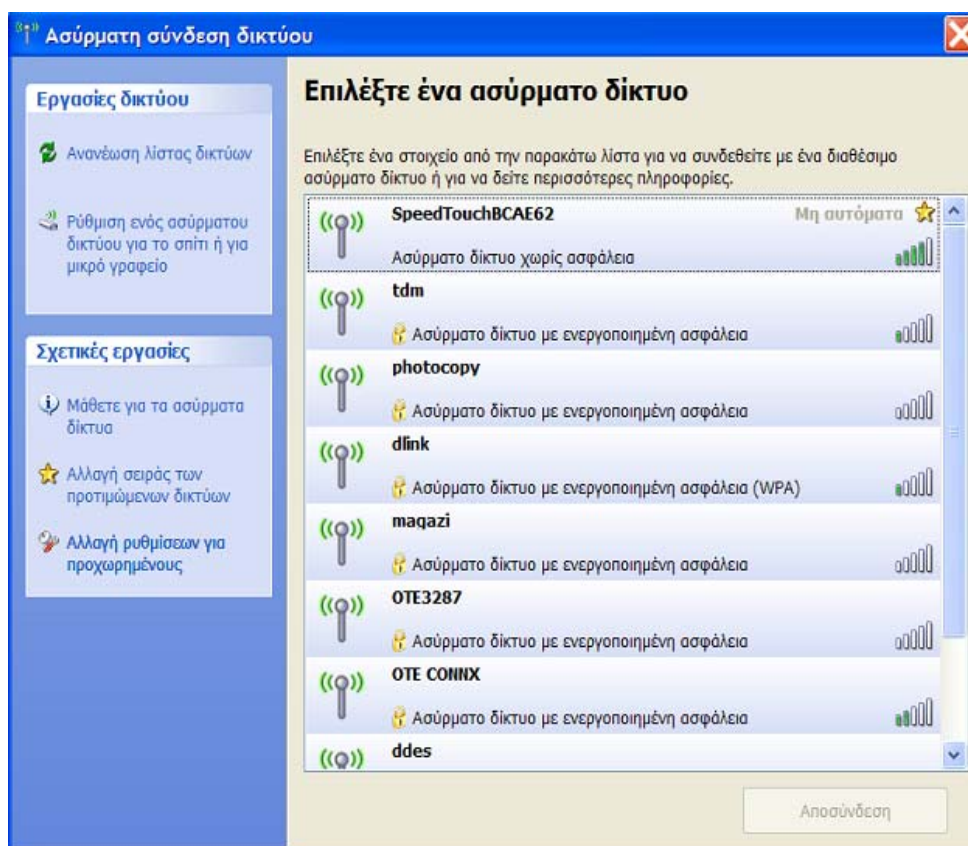 Ασύρματη σύνδεση δικτύου
Εργασίες δικτύου
Ανανέωση λίστας δικτύων
Ρύθμιση ενός ασύρματου
δικτύου για το σπίτι ή για
μικρό γραφείο
Σχετικές εργασίες
Μάθετε για τα ασύρματα
δίκτυα
Αλλαγή σειράς των
προτιμώμενων δικτύων
Αλλαγή ρυθμίσεων για
προχωρημένους
Επιλέξτε ένα ασύρματο δίκτυο
Επιλέξτε ένα στοιχείο από την παρακάτω λίστα για να συνδεθείτε με ένα διαθέσιμο
ασύρματο δίκτυο ή για να δείτε περισσότερες πληροφορίες.
SpeedTouchBCAE62 Μη αυτόματα
Ασύρματο δίκτυο χωρίς ασφάλεια
tdm
Ασύρματο δίκτυο με ενεργοποιημένη ασφάλεια
photocopy
Ασύρματο δίκτυο με ενεργοποιημένη ασφάλεια
dlink
Ασύρματο δίκτυο με ενεργοποιημένη ασφάλεια (WPA)
magazi
Ασύρματο δίκτυο με ενεργοποιημένη ασφάλεια
OTE3287
Ασύρματο δίκτυο με ενεργοποιημένη ασφάλεια
OTE CONNX
Ασύρματο δίκτυο με ενεργοποιημένη ασφάλεια
ddes
Αποσύνδεση